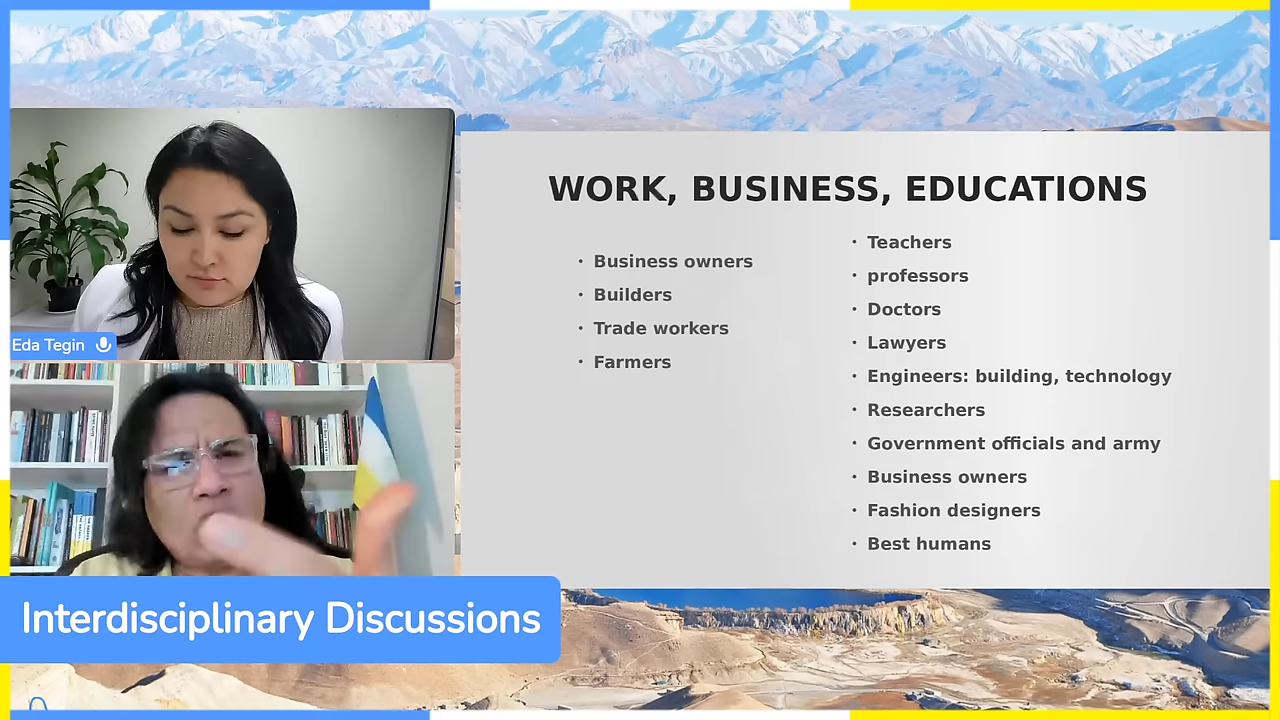 WORK, BUSINESS, EDUCATIONS
Business owners
Builders
Trade workers
Farmers
Teachers
professors
Doctors
Lawyers
Engineers: building, technology
Researchers
Government officials and army
Business owners
Fashion designers
Best humans
Eda Tegin
Interdisciplinary Discussions